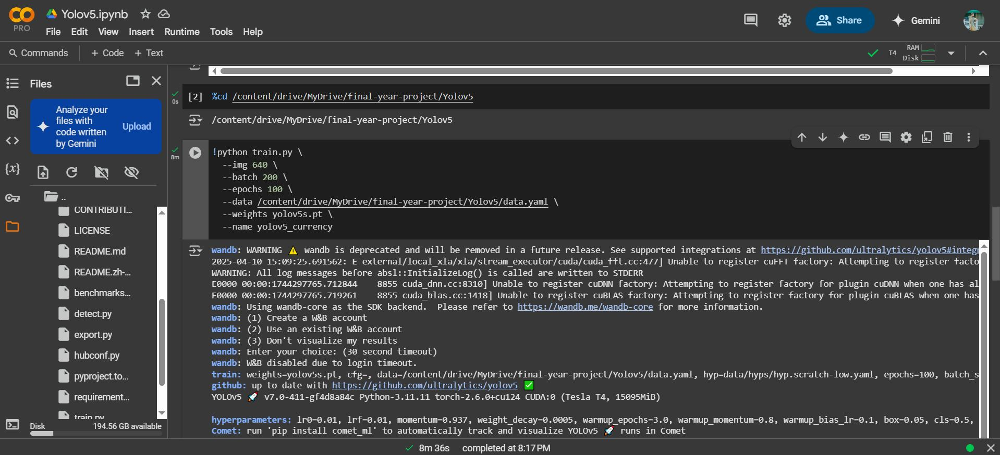 Yolov5.ipynb
PRO
File Edit View Insert Runtime Tools Help
Share
Gemini
Commands
+ Code + Text
T4
RAM
Disk
Files
Analyze your
files with
code written
by Gemini
Upload
..
CONTRIBUTI...
LICENSE
README.md
README.zh-...
benchmarks...
detect.py
export.py
hubconf.py
pyproject.to...
requirement...
train.py
Disk 194.56 GB available
0s
[2] %cd /content/drive/MyDrive/final-year-project/Yolov5
/content/drive/MyDrive/final-year-project/Yolov5
8m
!python train.py \
--img 640 \
--batch 200 \
--epochs 100 \
--data /content/drive/MyDrive/final-year-project/Yolov5/data.yaml \
--weights yolov5s.pt \
--name yolov5_currency
wandb: WARNING ⚠️ wandb is deprecated and will be removed in a future release. See supported integrations at https://github.com/ultralytics/yolov5#integr
2025-04-10 15:09:25.691562: E external/local_xla/xla/stream_executor/cuda/cuda_fft.cc:477] Unable to register cuFFT factory: Attempting to register facto
WARNING: All log messages before absl::InitializeLog() is called are written to STDERR
E0000 00:00:1744297765.712844    8855 cuda_dnn.cc:8310] Unable to register cuDNN factory: Attempting to register factory for plugin cuDNN when one has al
E0000 00:00:1744297765.719261    8855 cuda_blas.cc:1418] Unable to register cuBLAS factory: Attempting to register factory for plugin cuBLAS when one has
wandb: Using wandb-core as the SDK backend.  Please refer to https://wandb.me/wandb-core for more information.
wandb: (1) Create a W&B account
wandb: (2) Use an existing W&B account
wandb: (3) Don't visualize my results
wandb: Enter your choice: (30 second timeout)
wandb: W&B disabled due to login timeout.
train: weights=yolov5s.pt, cfg=, data=/content/drive/MyDrive/final-year-project/Yolov5/data.yaml, hyp=data/hyps/hyp.scratch-low.yaml, epochs=100, batch_s
github: up to date with https://github.com/ultralytics/yolov5 ✅
YOLOv5 🚀 v7.0-411-gf4d8a84c Python-3.11.11 torch-2.6.0+cu124 CUDA:0 (Tesla T4, 15095MiB)
hyperparameters: lr0=0.01, lrf=0.01, momentum=0.937, weight_decay=0.0005, warmup_epochs=3.0, warmup_momentum=0.8, warmup_bias_lr=0.1, box=0.05, cls=0.5,
Comet: run 'pip install comet_ml' to automatically track and visualize YOLOv5 🚀 runs in Comet
8m 36s completed at 8:17 PM